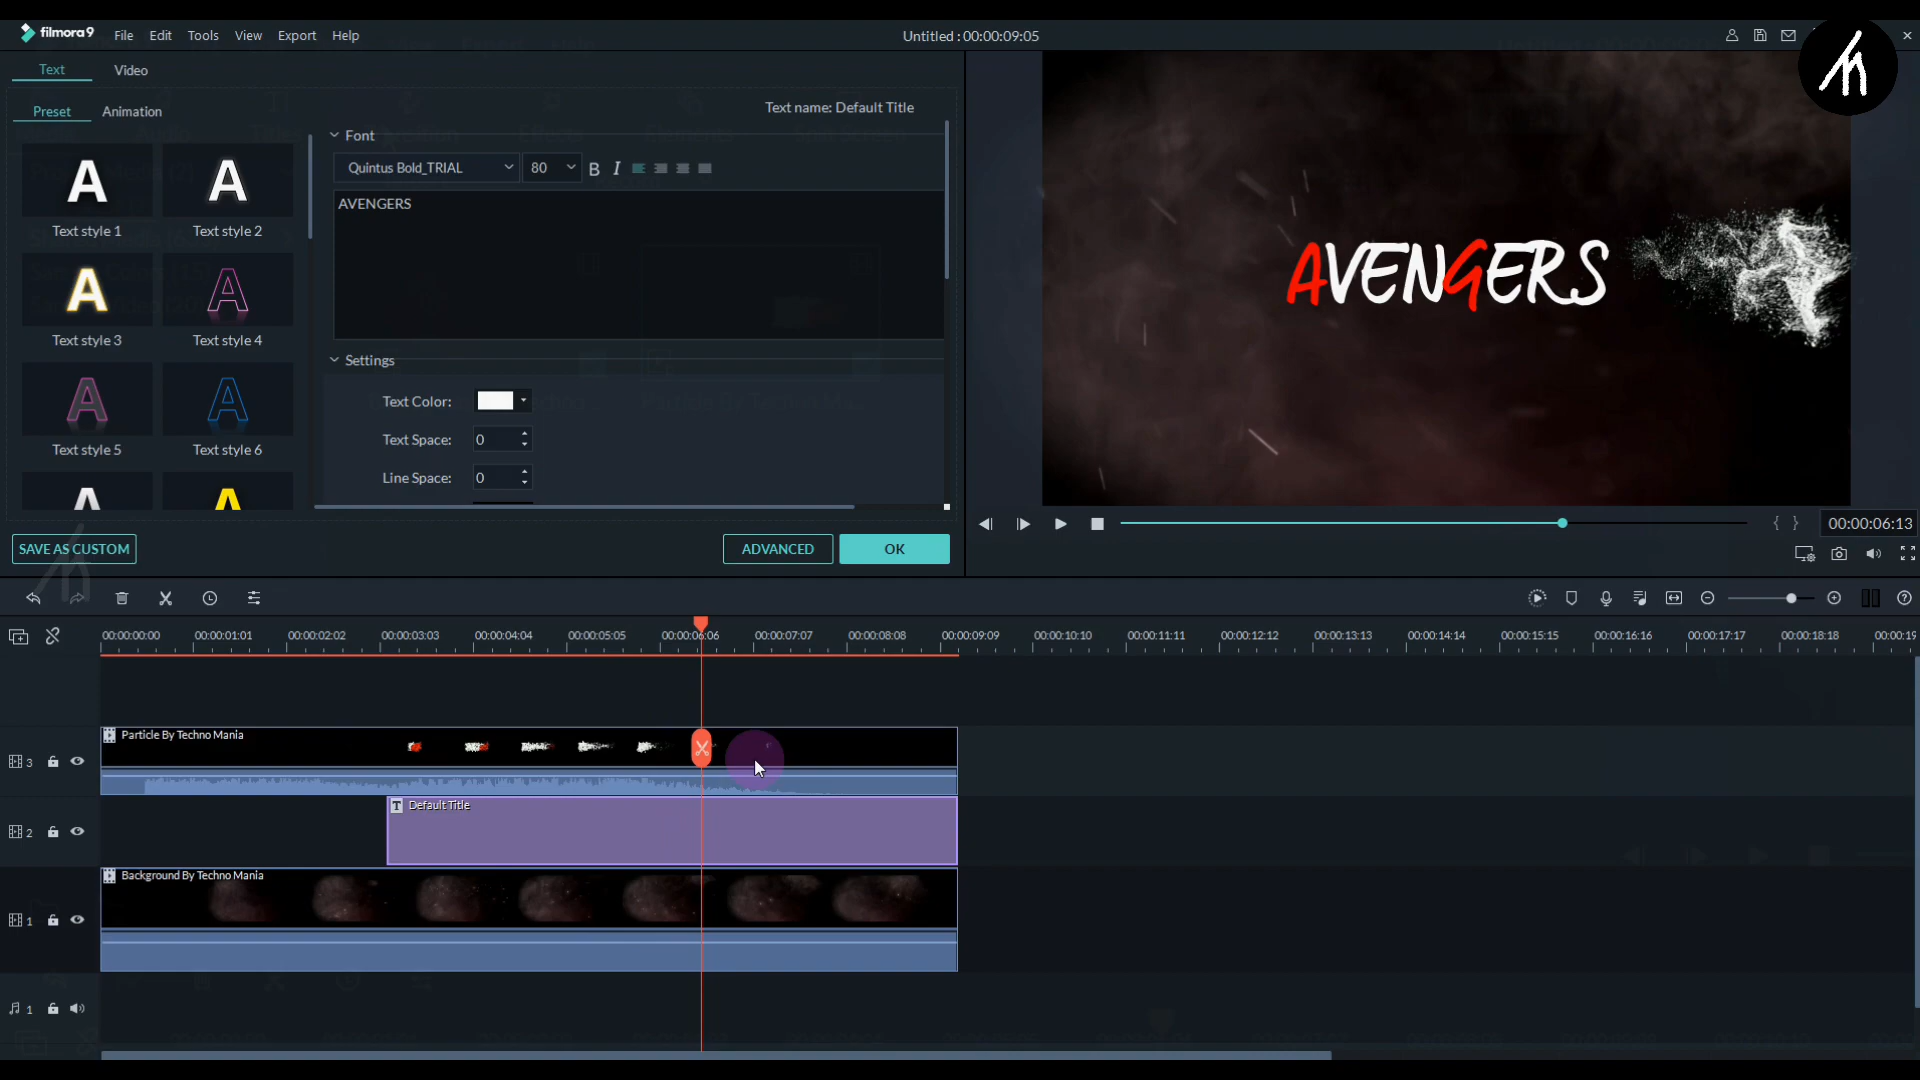 filmora9 File Edit Tools View Export Help Untitled : 00:00:09:05
Text Video
Preset Animation Text name: Default Title
Font
Quintus Bold_TRIAL 80 B I
AVENGERS
Text style 1 Text style 2
Settings
Text style 3 Text style 4
Text Color:
Text Space: 0
Text style 5 Text style 6
Line Space: 0
SAVE AS CUSTOM ADVANCED OK
AVENGERS
00:00:06:13
00:00:00:00 00:00:01:01 00:00:02:02 00:00:03:03 00:00:04:04 00:00:05:05 00:00:06:06 00:00:07:07 00:00:08:08 00:00:09:09 00:00:10:10 00:00:11:11 00:00:12:12 00:00:13:13 00:00:14:14 00:00:15:15 00:00:16:16 00:00:17:17 00:00:18:18 00:00:19
Particle By Techno Mania
3
T Default Title
2
Background By Techno Mania
1
1